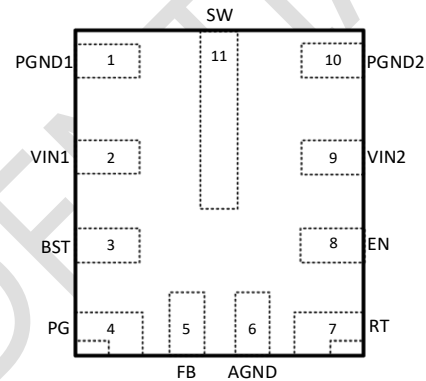 SW
PGND1 1 11 10 PGND2
VIN1 2 9 VIN2
BST 3 8 EN
PG 4 5 6 7 RT
FB AGND